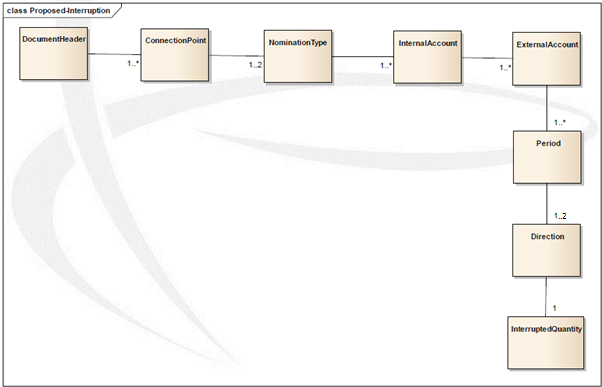 class Proposed-Interruption
DocumentHeader
ConnectionPoint
NominationType
InternalAccount
ExternalAccount
1..*
1..2
1..*
1..*
1..*
Period
1..2
Direction
1
InterruptedQuantity